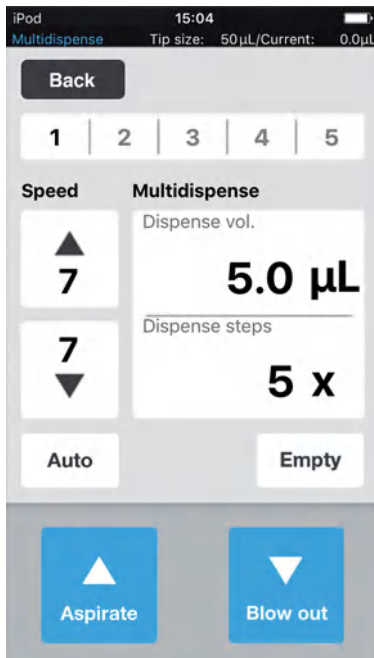 iPod 15:04
Multidispense Tip size: 50µL/Current: 0.0µL
Back
1 2 3 4 5
Speed Multidispense
Dispense vol.
7 5.0 µL
Dispense steps
7 5 x
Auto Empty
Aspirate Blow out